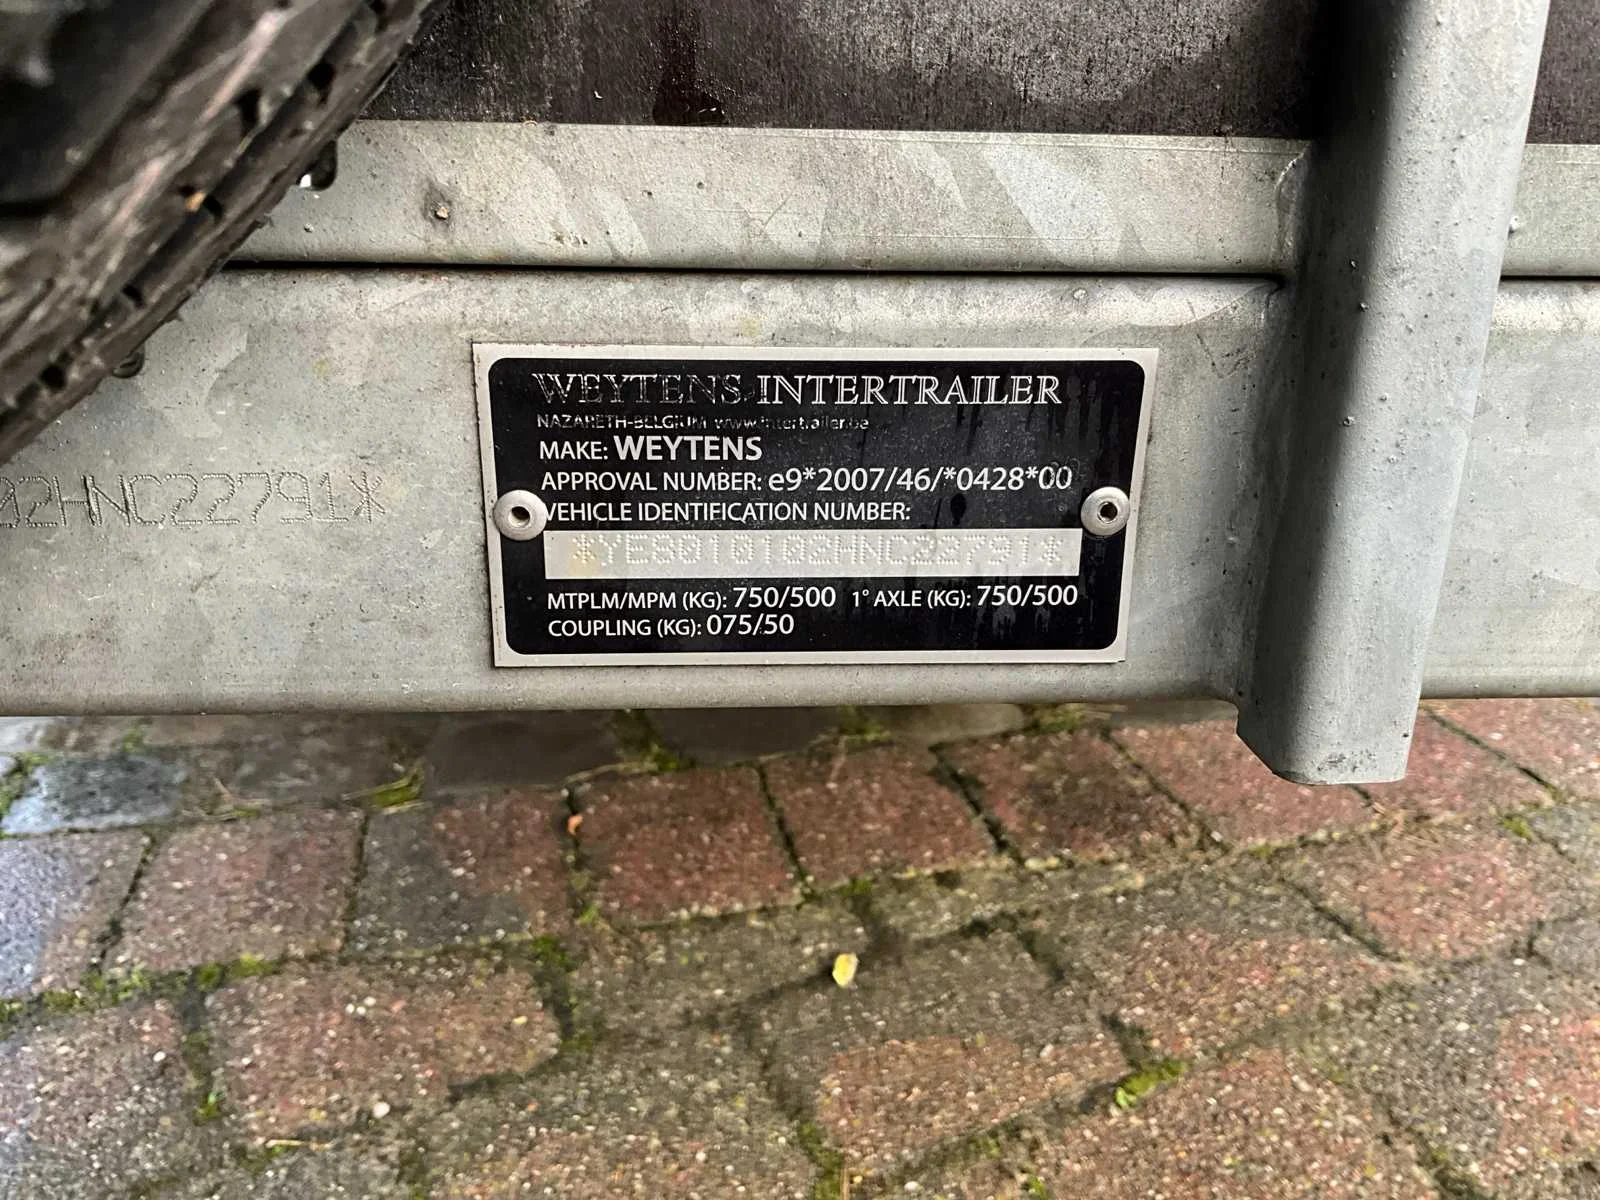 WEYTENS INTERTRAILER
NAZARETH-BELGIUM www.intertrailer.be
MAKE: WEYTENS
APPROVAL NUMBER: e9*2007/46/*0428*00
VEHICLE IDENTIFICATION NUMBER:
02HNC22791*
*YE8010102HNC22791*
MTPLM/MPM (KG): 750/500 1° AXLE (KG): 750/500
COUPLING (KG): 075/50